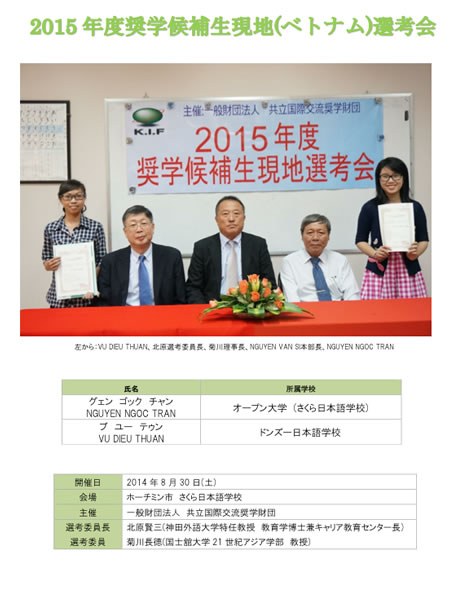 2015 年度奨学候補生現地(ベトナム)選考会
主催:一般財団法人 共立国際交流奨学財団
K.I.F
2015年度
奨学候補生現地選考会
左から:VU DIEU THUAN、北原選考委員長、菊川理事長、NGUYEN VAN SI本部長、NGUYEN NGOC TRAN
氏名 所属学校
グェン ゴック チャン
NGUYEN NGOC TRAN
オープン大学 (さくら日本語学校)
ブ ユー テゥン
VU DIEU THUAN
ドンズー日本語学校
開催日 2014 年 8 月 30 日(土)
会場 ホーチミン市 さくら日本語学校
主催 一般財団法人 共立国際交流奨学財団
選考委員長 北原賢三(神田外語大学特任教授 教育学博士兼キャリア教育センター長)
選考委員 菊川長徳(国士舘大学 21 世紀アジア学部 教授)